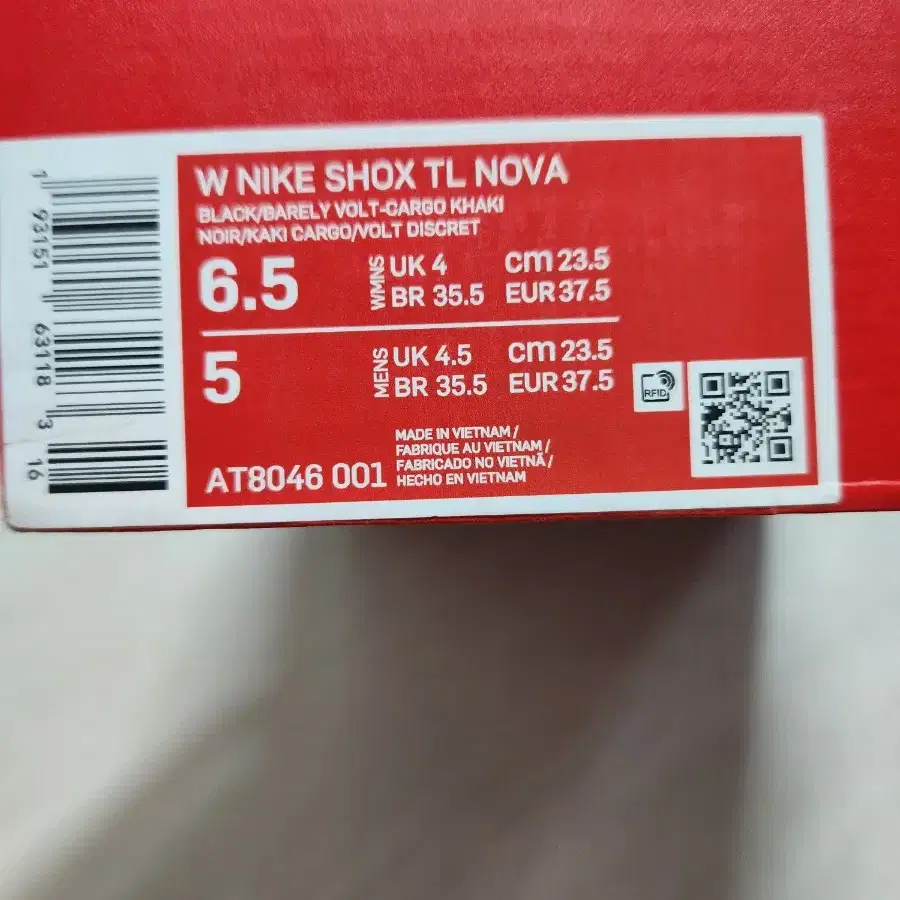 W NIKE SHOX TL NOVA
BLACK/BARELY VOLT-CARGO KHAKI
NOIR/KAKI CARGO/VOLT DISCRET
6.5 WMNS UK 4 cm 23.5
BR 35.5 EUR 37.5
5 MENS UK 4.5 cm 23.5
BR 35.5 EUR 37.5
RFID
AT8046 001
MADE IN VIETNAM /
FABRIQUE AU VIETNAM /
FABRICADO NO VIETNÃ /
HECHO EN VIETNAM
1 93151 63118 3 16